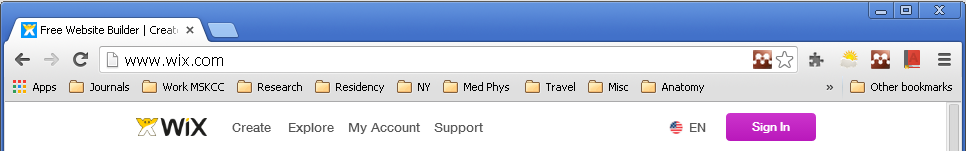 Free Website Builder | Create
www.wix.com
Apps Journals Work MSKCC Research Residency NY Med Phys Travel Misc Anatomy » Other bookmarks
WiX Create Explore My Account Support EN Sign In